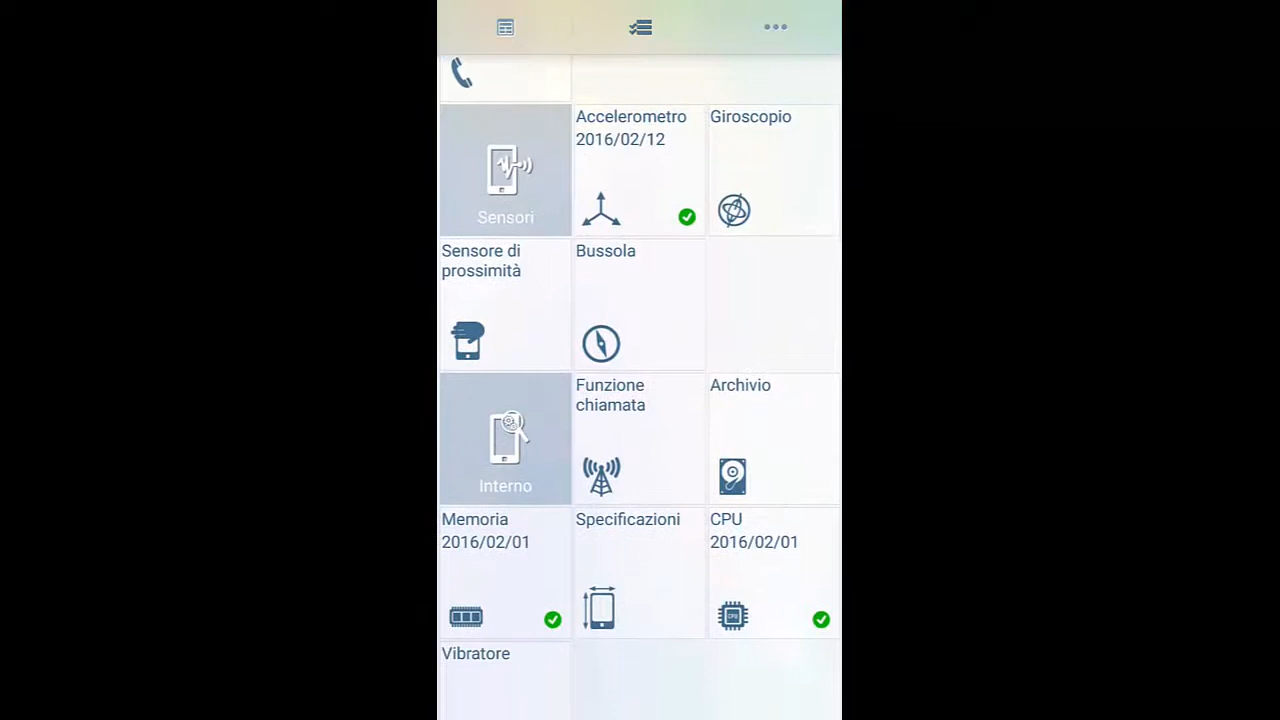 Accelerometro
2016/02/12
Giroscopio
Sensori
Sensore di
prossimità
Bussola
Interno
Funzione
chiamata
Archivio
Memoria
2016/02/01
Specificazioni
CPU
2016/02/01
CPU
Vibratore